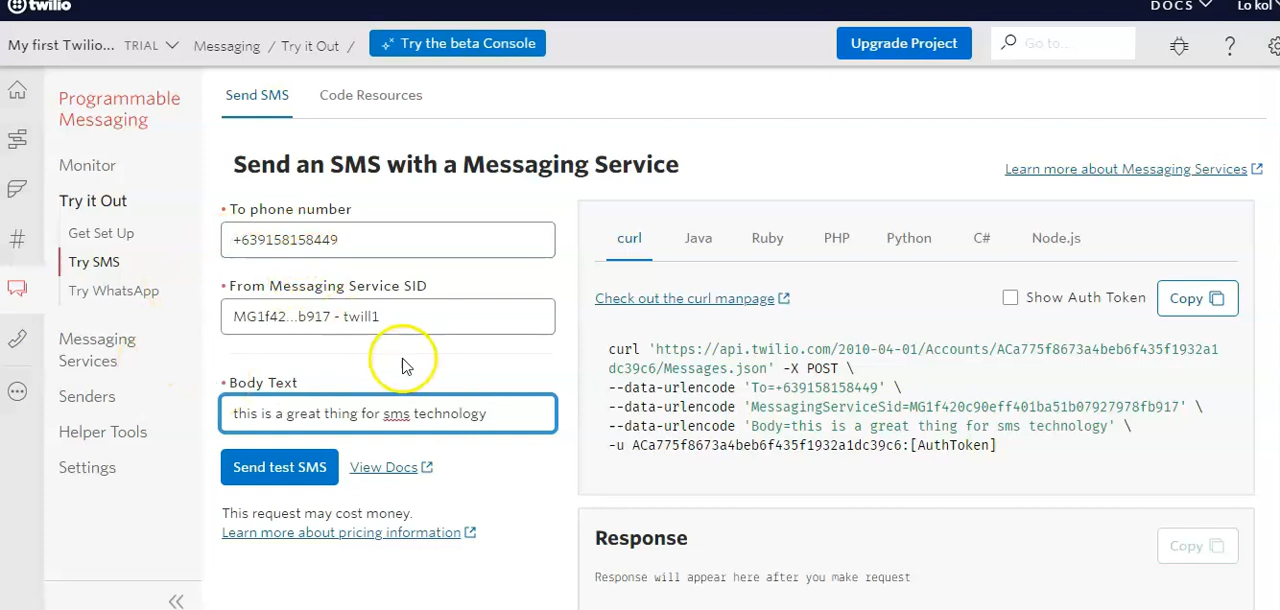 twilio
DOCS
Lo kol
My first Twilio... TRIAL
Messaging / Try it Out /
Try the beta Console
Upgrade Project
Go to...
Programmable
Messaging
Monitor
Try it Out
Get Set Up
Try SMS
Try WhatsApp
Messaging
Services
Senders
Helper Tools
Settings
Send SMS
Code Resources
Send an SMS with a Messaging Service
Learn more about Messaging Services
• To phone number
+639158158449
• From Messaging Service SID
MG1f42...b917 - twill1
• Body Text
this is a great thing for sms technology
Send test SMS
View Docs
This request may cost money.
Learn more about pricing information
curl Java Ruby PHP Python C# Node.js
Check out the curl manpage
Show Auth Token
Copy
curl 'https://api.twilio.com/2010-04-01/Accounts/ACa775f8673a4beb6f435f1932a1
dc39c6/Messages.json' -X POST \
--data-urlencode 'To=+639158158449' \
--data-urlencode 'MessagingServiceSid=MG1f420c90eff401ba51b07927978fb917' \
--data-urlencode 'Body=this is a great thing for sms technology' \
-u ACa775f8673a4beb6f435f1932a1dc39c6:[AuthToken]
Response
Copy
Response will appear here after you make request